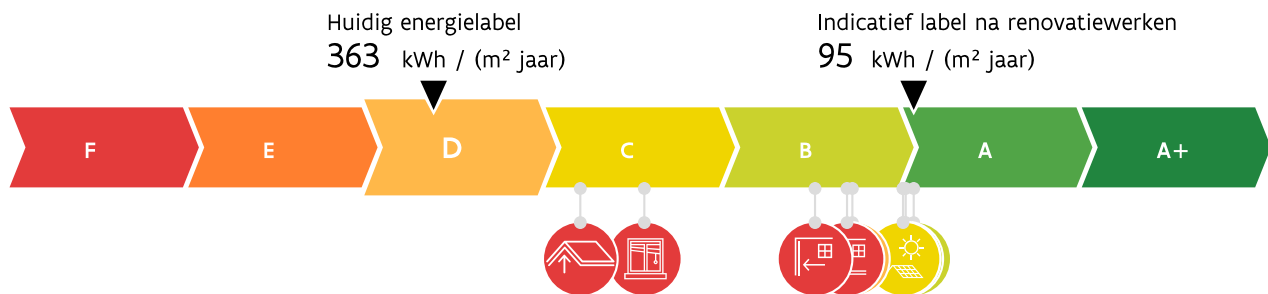 Huidig energielabel
363 kWh / (m² jaar)
Indicatief label na renovatiewerken
95 kWh / (m² jaar)
F E D C B A A+